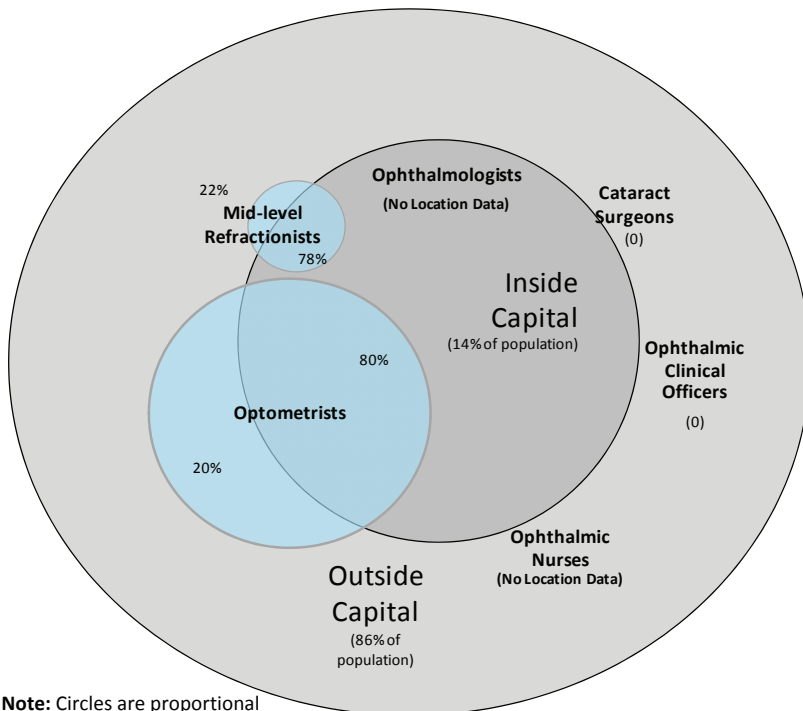 Ophthalmologists
(No Location Data)
22%
Mid-level
Refractionists
78%
Cataract
Surgeons
(0)
Inside
Capital
(14% of population)
Ophthalmic
Clinical
Officers
(0)
80%
Optometrists
20%
Ophthalmic
Nurses
(No Location Data)
Outside
Capital
(86% of
population)
Note: Circles are proportional